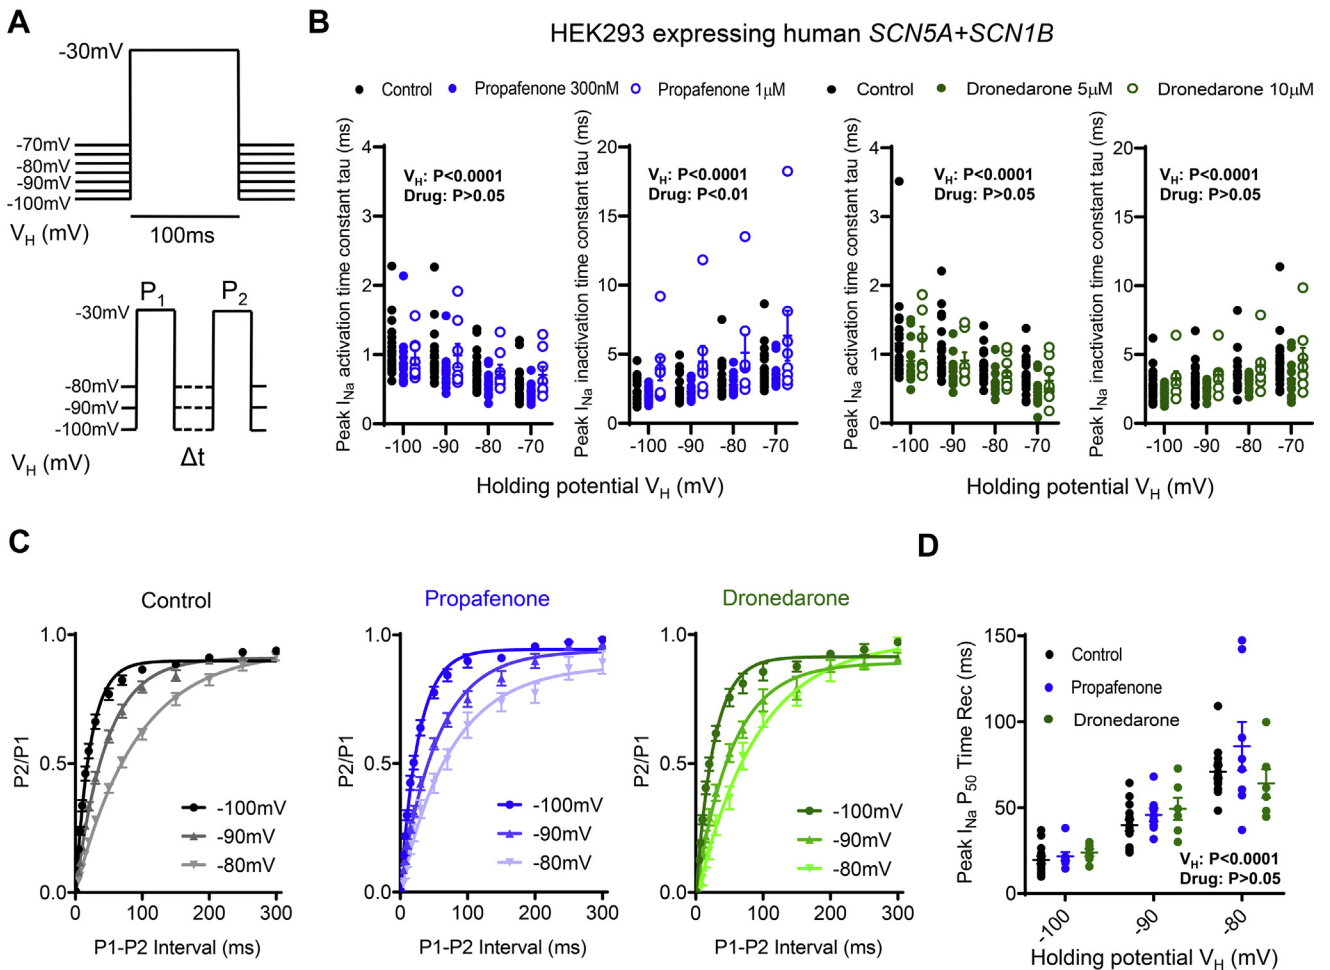 A
-30mV
-70mV
-80mV
-90mV
-100mV
V_H (mV)
100ms
P_1
P_2
-30mV
-80mV
-90mV
-100mV
V_H (mV)
Δt
B
HEK293 expressing human SCN5A+SCN1B
Control
Propafenone 300nM
Propafenone 1μM
Control
Dronedarone 5μM
Dronedarone 10μM
Peak I_Na activation time constant tau (ms)
4
3
2
1
0
V_H: P<0.0001
Drug: P>0.05
-100 -90 -80 -70
Peak I_Na inactivation time constant tau (ms)
20
15
10
5
0
V_H: P<0.0001
Drug: P<0.01
-100 -90 -80 -70
Holding potential V_H (mV)
Peak I_Na activation time constant tau (ms)
4
3
2
1
0
V_H: P<0.0001
Drug: P>0.05
-100 -90 -80 -70
Peak I_Na inactivation time constant tau (ms)
20
15
10
5
0
V_H: P<0.0001
Drug: P>0.05
-100 -90 -80 -70
Holding potential V_H (mV)
C
Control
P2/P1
1.0
0.5
0.0
-100mV
-90mV
-80mV
0 100 200 300
P1-P2 Interval (ms)
Propafenone
P2/P1
1.0
0.5
0.0
-100mV
-90mV
-80mV
0 100 200 300
P1-P2 Interval (ms)
Dronedarone
P2/P1
1.0
0.5
0.0
-100mV
-90mV
-80mV
0 100 200 300
P1-P2 Interval (ms)
D
Peak I_Na P_50 Time Rec (ms)
150
100
50
0
Control
Propafenone
Dronedarone
V_H: P<0.0001
Drug: P>0.05
-100 -90 -80
Holding potential V_H (mV)